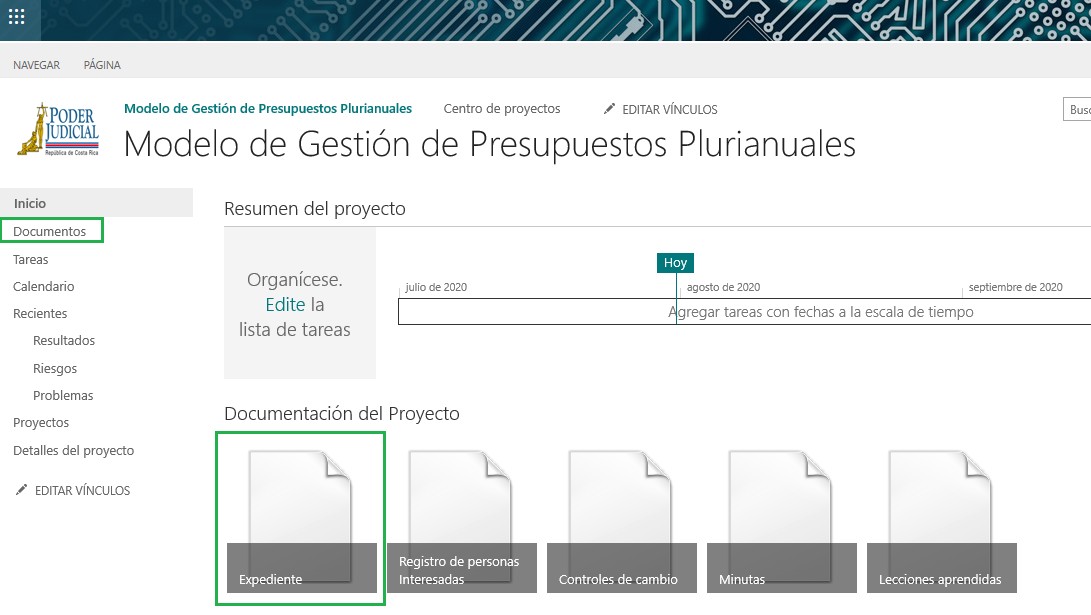 NAVEGAR PÁGINA
PODER
JUDICIAL
República de Costa Rica
Modelo de Gestión de Presupuestos Plurianuales Centro de proyectos EDITAR VÍNCULOS
Busc
Modelo de Gestión de Presupuestos Plurianuales
Inicio
Documentos
Tareas
Calendario
Recientes
Resultados
Riesgos
Problemas
Proyectos
Detalles del proyecto
EDITAR VÍNCULOS
Resumen del proyecto
Organícese.
Edite la
lista de tareas
Hoy
julio de 2020 agosto de 2020 septiembre de 2020
Agregar tareas con fechas a la escala de tiempo
Documentación del Proyecto
Expediente
Registro de personas
Interesadas
Controles de cambio
Minutas
Lecciones aprendidas